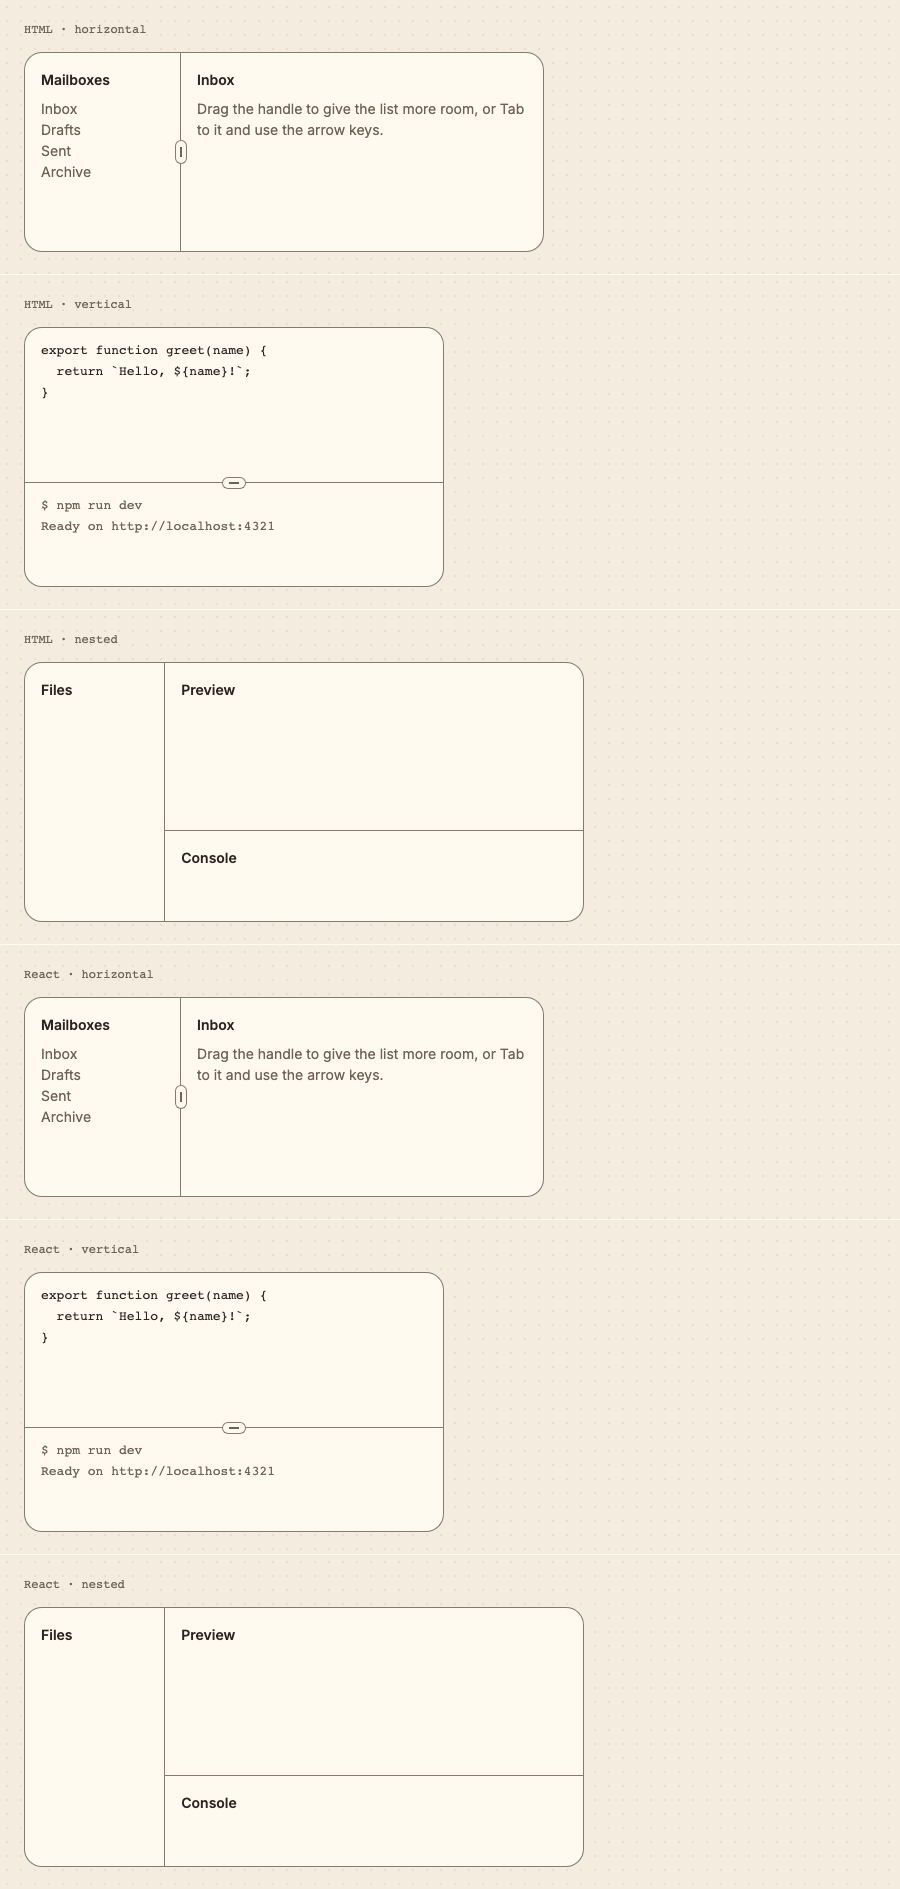 HTML · horizontal
Mailboxes
Inbox
Drafts
Sent
Archive
Inbox
Drag the handle to give the list more room, or Tab
to it and use the arrow keys.
HTML · vertical
export function greet(name) {
  return `Hello, ${name}!`;
}
$ npm run dev
Ready on http://localhost:4321
HTML · nested
Files
Preview
Console
React · horizontal
Mailboxes
Inbox
Drafts
Sent
Archive
Inbox
Drag the handle to give the list more room, or Tab
to it and use the arrow keys.
React · vertical
export function greet(name) {
  return `Hello, ${name}!`;
}
$ npm run dev
Ready on http://localhost:4321
React · nested
Files
Preview
Console